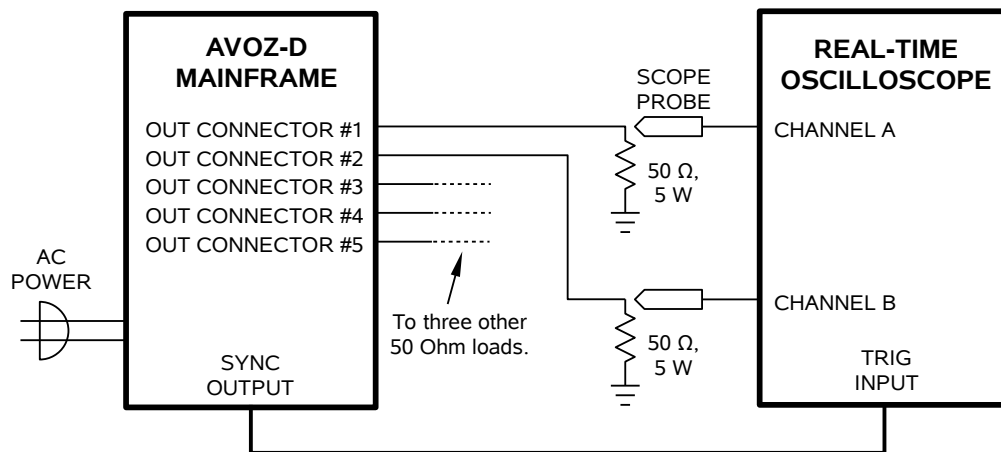 AVOZ-D
MAINFRAME
OUT CONNECTOR #1
OUT CONNECTOR #2
OUT CONNECTOR #3
OUT CONNECTOR #4
OUT CONNECTOR #5
AC
POWER
SYNC
OUTPUT
To three other
50 Ohm loads.
SCOPE
PROBE
50 Ω,
5 W
50 Ω,
5 W
REAL-TIME
OSCILLOSCOPE
CHANNEL A
CHANNEL B
TRIG
INPUT